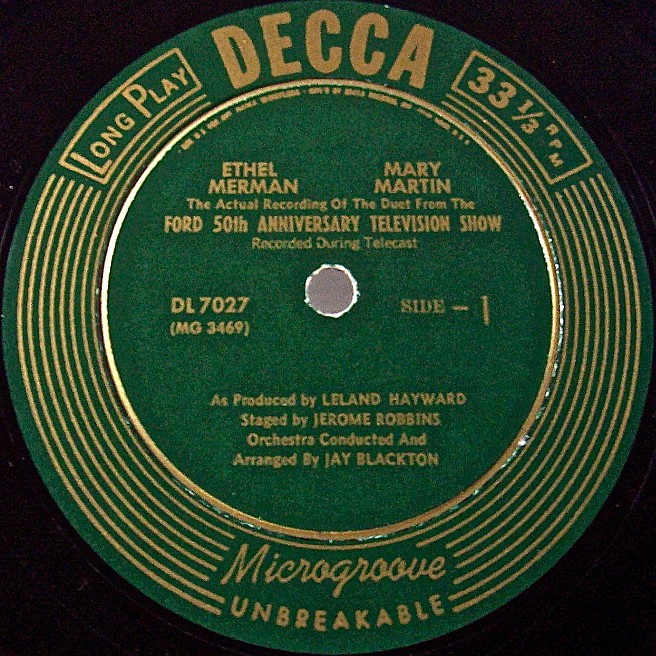 DECCA
LONG PLAY
33 1/3 RPM
ETHEL MERMAN
MARY MARTIN
The Actual Recording Of The Duet From The
FORD 50th ANNIVERSARY TELEVISION SHOW
Recorded During Telecast
DL 7027
(MG 3469)
SIDE - 1
As Produced by LELAND HAYWARD
Staged by JEROME ROBBINS
Orchestra Conducted And
Arranged By JAY BLACKTON
Microgroove
UNBREAKABLE